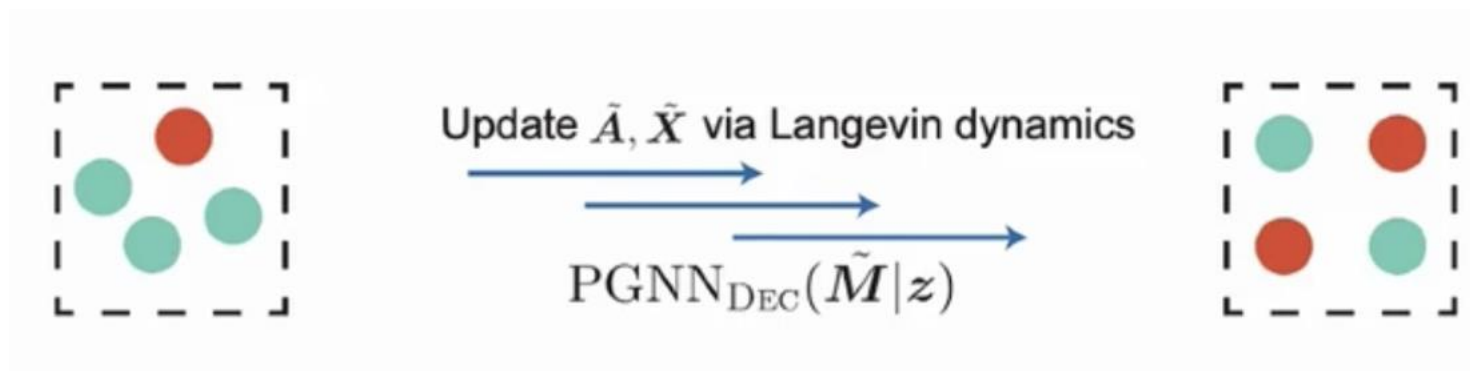 Update Ã, X̃ via Langevin dynamics
PGNN_DEC(M̃|z)